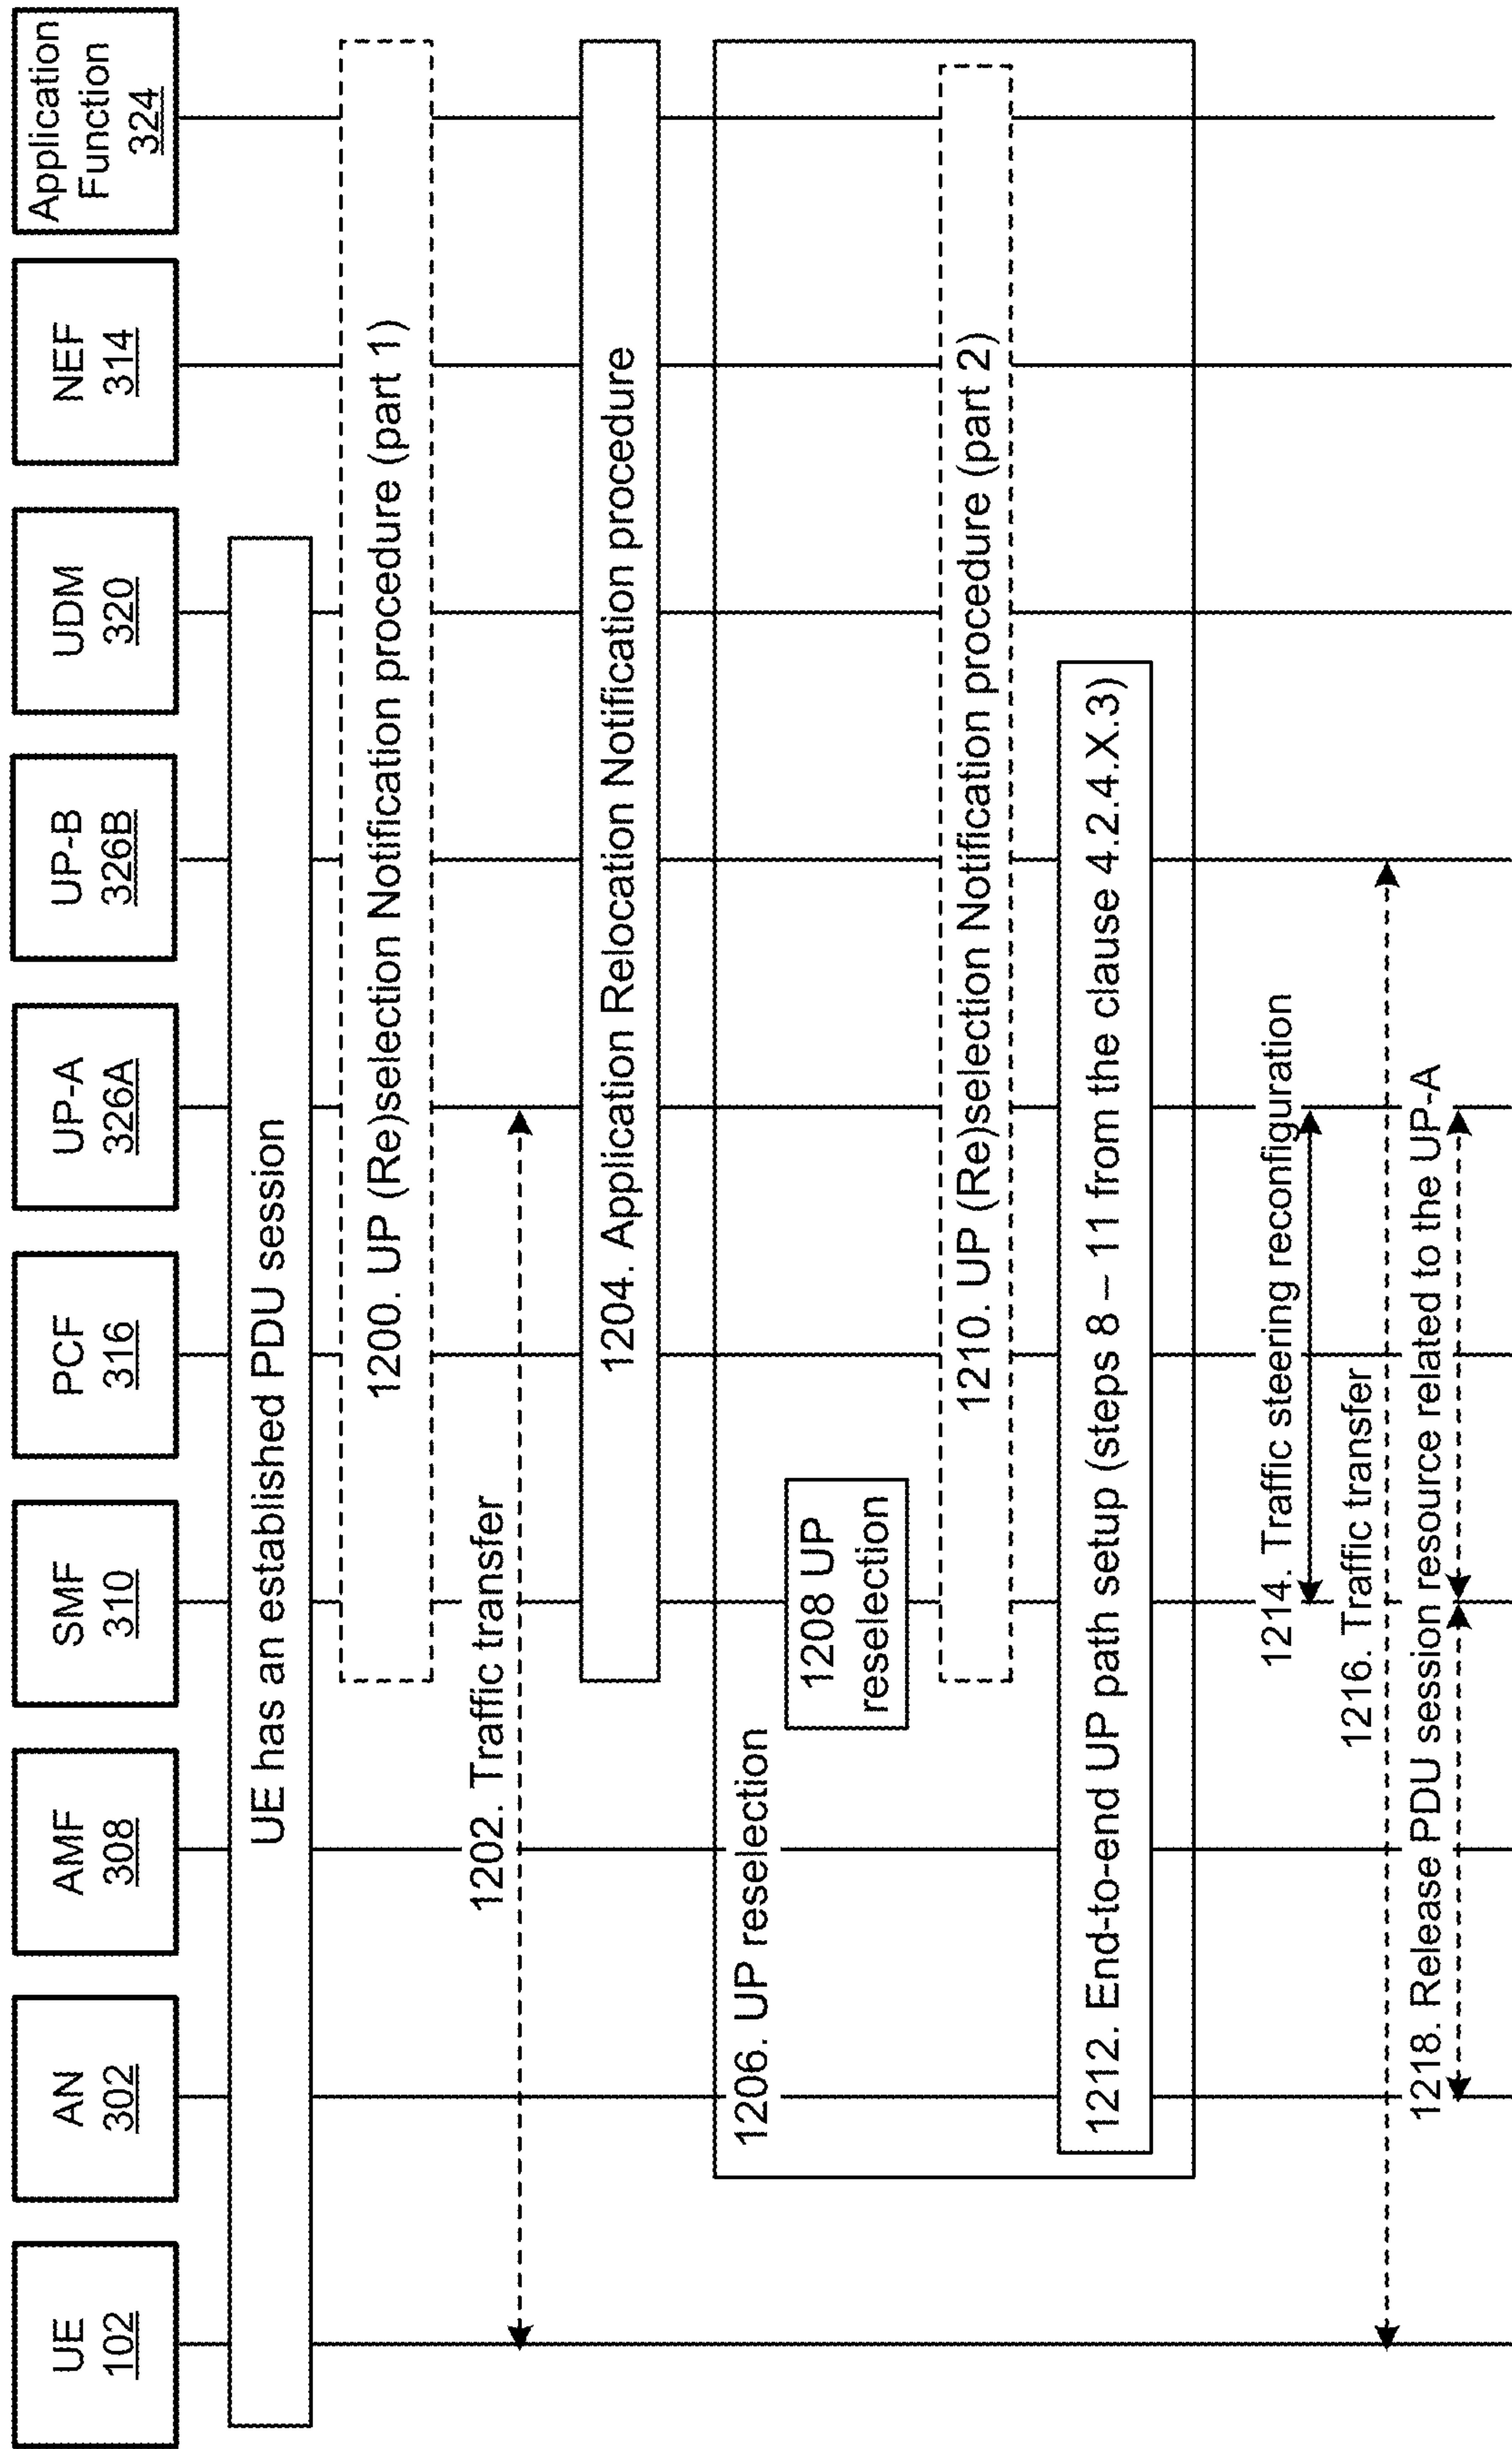 UE
102
AN
302
AMF
308
SMF
310
PCF
316
UP-A
326A
UP-B
326B
UDM
320
NEF
314
Application
Function
324
UE has an established PDU session
1200. UP (Re)selection Notification procedure (part 1)
1202. Traffic transfer
1204. Application Relocation Notification procedure
1206. UP reselection
1208 UP
reselection
1210. UP (Re)selection Notification procedure (part 2)
1212. End-to-end UP path setup (steps 8 – 11 from the clause 4.2.4.X.3)
1214. Traffic steering reconfiguration
1216. Traffic transfer
1218. Release PDU session resource related to the UP-A